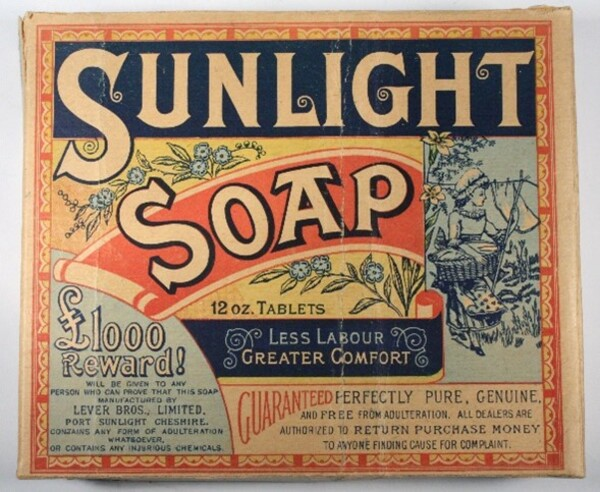 SUNLIGHT
SOAP
12 OZ. TABLETS
LESS LABOUR
GREATER COMFORT
£1000
REWARD!
WILL BE GIVEN TO ANY
PERSON WHO CAN PROVE THAT THIS SOAP
MANUFACTURED BY
LEVER BROS., LIMITED,
PORT SUNLIGHT CHESHIRE.
CONTAINS ANY FORM OF ADULTERATION
WHATSOEVER,
OR CONTAINS ANY INJURIOUS CHEMICALS.
GUARANTEED PERFECTLY PURE, GENUINE,
AND FREE FROM ADULTERATION. ALL DEALERS ARE
AUTHORIZED TO RETURN PURCHASE MONEY
TO ANYONE FINDING CAUSE FOR COMPLAINT.